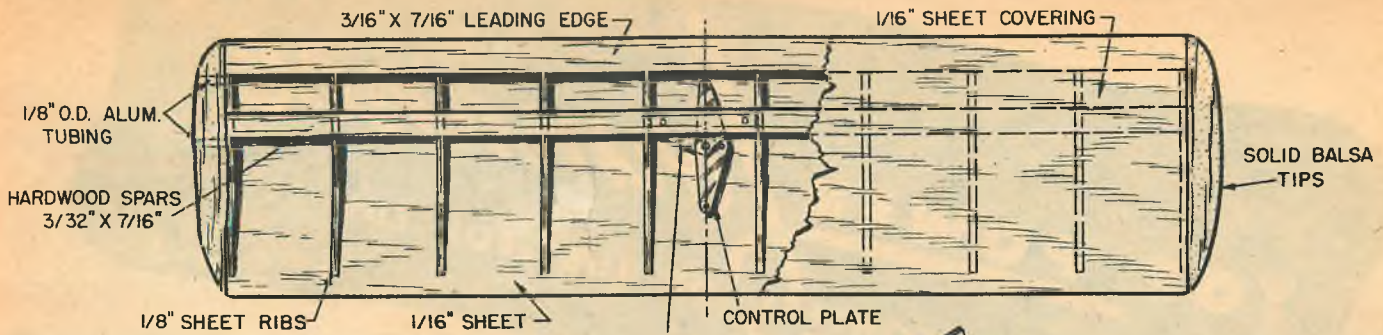 3/16" X 7/16" LEADING EDGE
1/16" SHEET COVERING
1/8" O.D. ALUM.
TUBING
HARDWOOD SPARS
3/32" X 7/16"
SOLID BALSA
TIPS
1/8" SHEET RIBS
1/16" SHEET
CONTROL PLATE